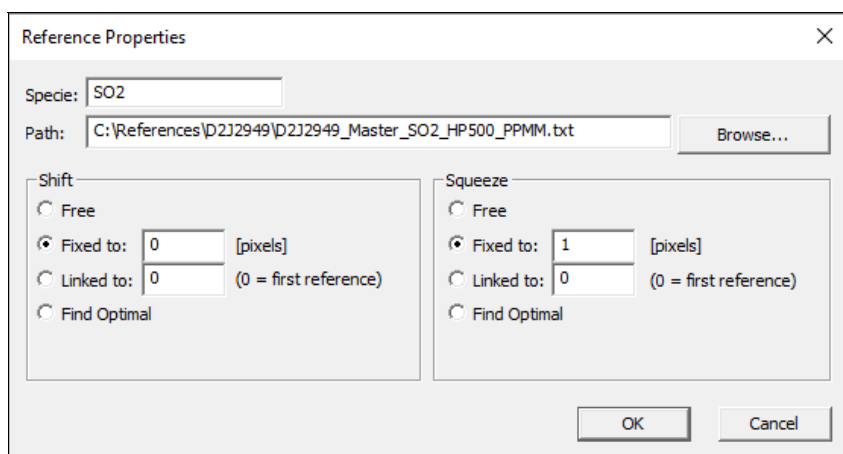 Reference Properties
Specie: SO2
Path: C:\References\D2J2949\D2J2949_Master_SO2_HP500_PPMM.txt Browse...
Shift
Free
Fixed to: 0 [pixels]
Linked to: 0 (0 = first reference)
Find Optimal
Squeeze
Free
Fixed to: 1 [pixels]
Linked to: 0 (0 = first reference)
Find Optimal
OK Cancel